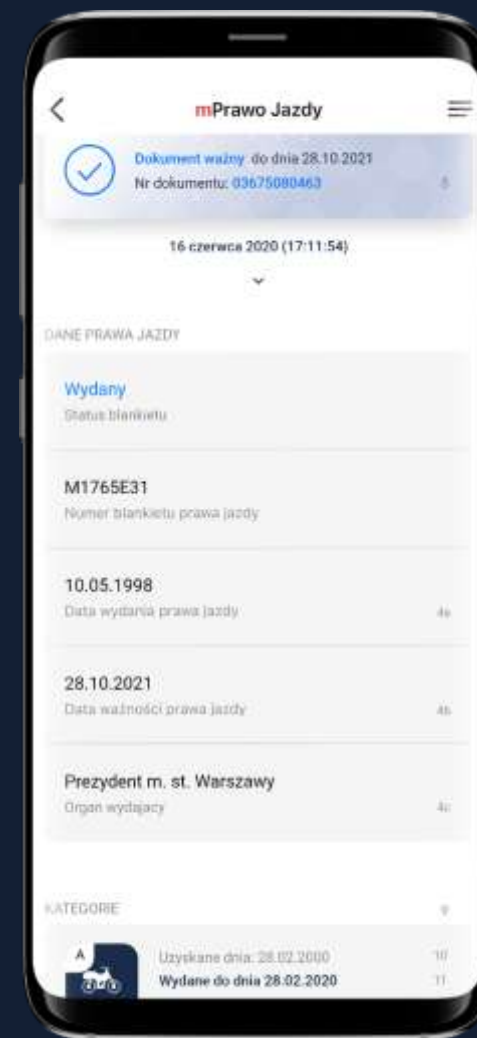 mPrawo Jazdy
Dokument ważny do dnia 28.10.2021
Nr dokumentu: 03675080463 5
16 czerwca 2020 (17:11:54)
DANE PRAWA JAZDY
Wydany
Status blankietu
M1765E31
Numer blankietu prawa jazdy
10.05.1998
Data wydania prawa jazdy 4a
28.10.2021
Data ważności prawa jazdy 4b
Prezydent m. st. Warszawy
Organ wydajacy 4c
KATEGORIE 9
A
Uzyskane dnia: 28.02.2000 10
Wydane do dnia 28.02.2020 11